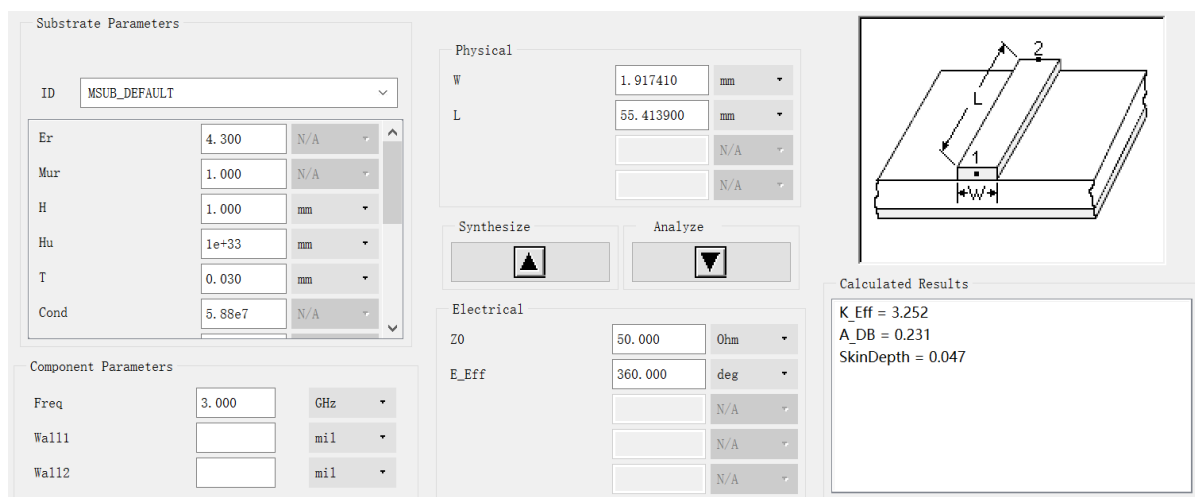 Substrate Parameters
ID MSUB_DEFAULT
Er 4.300 N/A
Mur 1.000 N/A
H 1.000 mm
Hu 1e+33 mm
T 0.030 mm
Cond 5.88e7 N/A
Component Parameters
Freq 3.000 GHz
Wall1 mil
Wall2 mil
Physical
W 1.917410 mm
L 55.413900 mm
N/A
N/A
Synthesize
Analyze
Electrical
Z0 50.000 Ohm
E_Eff 360.000 deg
N/A
N/A
N/A
2
L
1
W
Calculated Results
K_Eff = 3.252
A_DB = 0.231
SkinDepth = 0.047